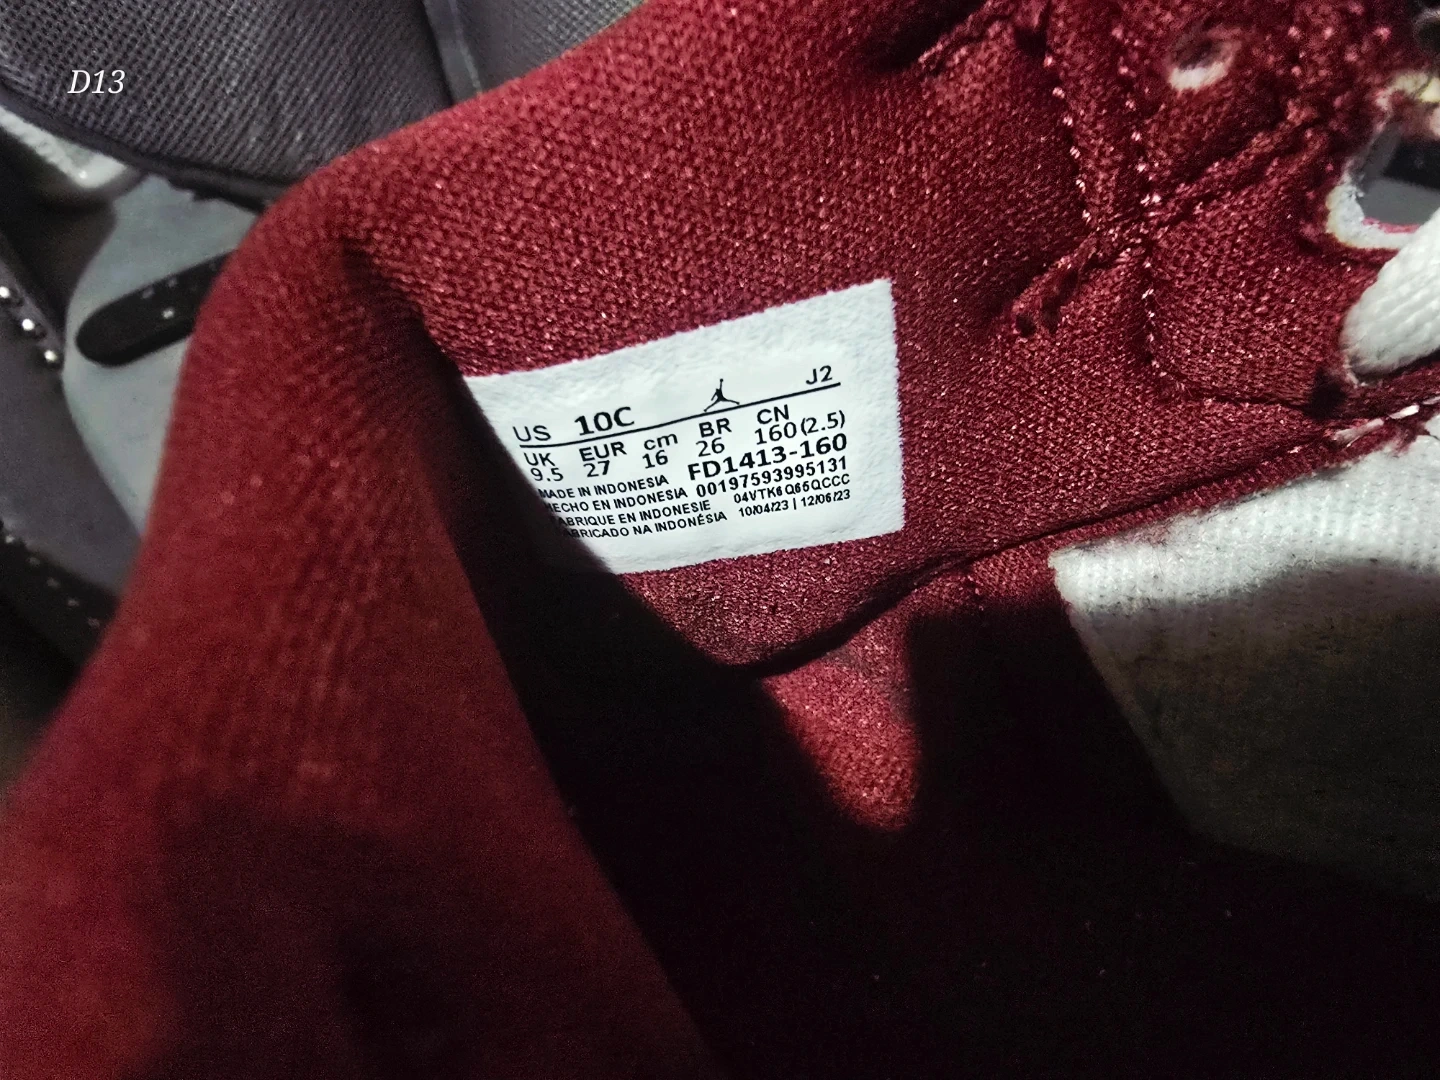 D13
US 10C J2
UK EUR cm BR CN
9.5 27 16 26 160(2.5)
MADE IN INDONESIA FD1413-160
HECHO EN INDONESIA 00197593995131
FABRIQUE EN INDONESIE 04VTK6Q66QCCC
FABRICADO NA INDONÉSIA 10/04/23 | 12/06/23